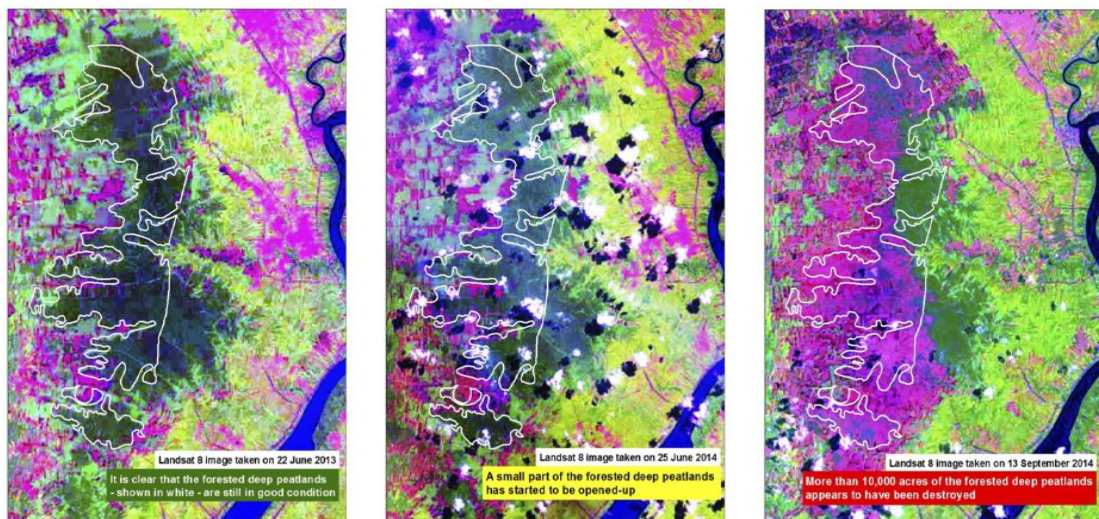 Landsat 8 image taken on 22 June 2013
It is clear that the forested deep peatlands
- shown in white - are still in good condition
Landsat 8 image taken on 25 June 2014
A small part of the forested deep peatlands
has started to be opened-up
Landsat 8 image taken on 13 September 2014
More than 10,000 acres of the forested deep peatlands
appears to have been destroyed